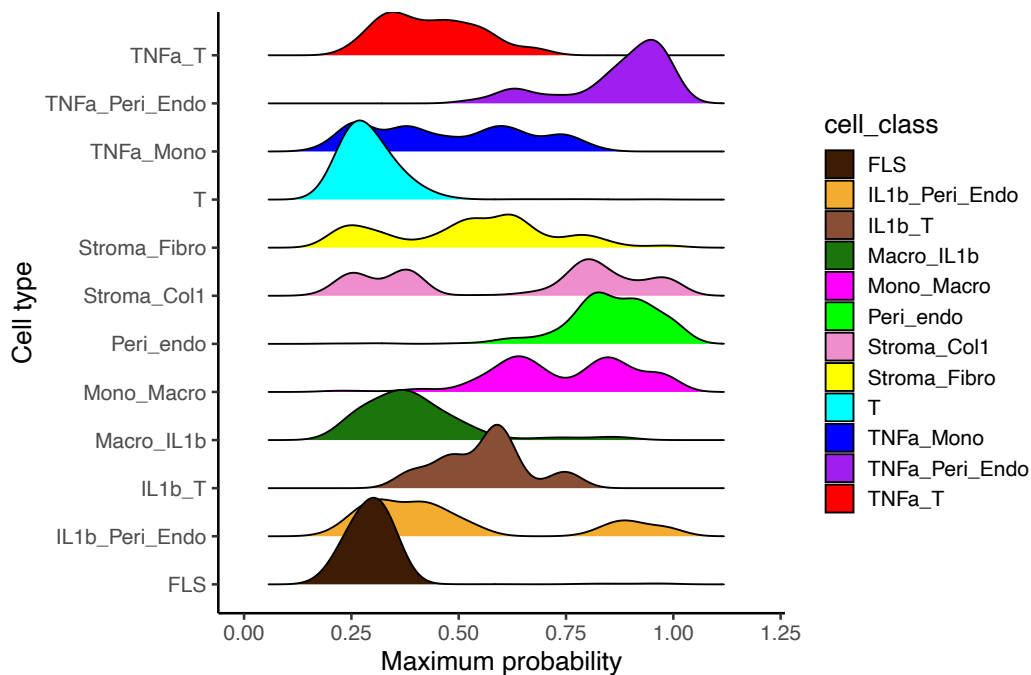 TNFa_T
TNFa_Peri_Endo
TNFa_Mono
T
Stroma_Fibro
Stroma_Col1
Peri_endo
Mono_Macro
Macro_IL1b
IL1b_T
IL1b_Peri_Endo
FLS
Cell type
0.00 0.25 0.50 0.75 1.00 1.25
Maximum probability
cell_class
FLS
IL1b_Peri_Endo
IL1b_T
Macro_IL1b
Mono_Macro
Peri_endo
Stroma_Col1
Stroma_Fibro
T
TNFa_Mono
TNFa_Peri_Endo
TNFa_T